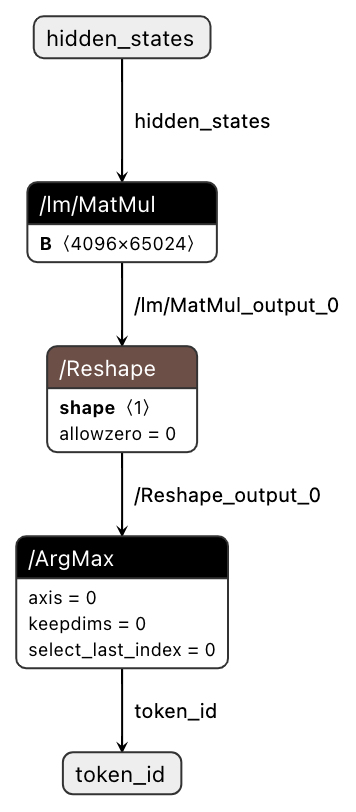 hidden_states
hidden_states
/lm/MatMul
B 〈4096×65024〉
/lm/MatMul_output_0
/Reshape
shape 〈1〉
allowzero = 0
/Reshape_output_0
/ArgMax
axis = 0
keepdims = 0
select_last_index = 0
token_id
token_id